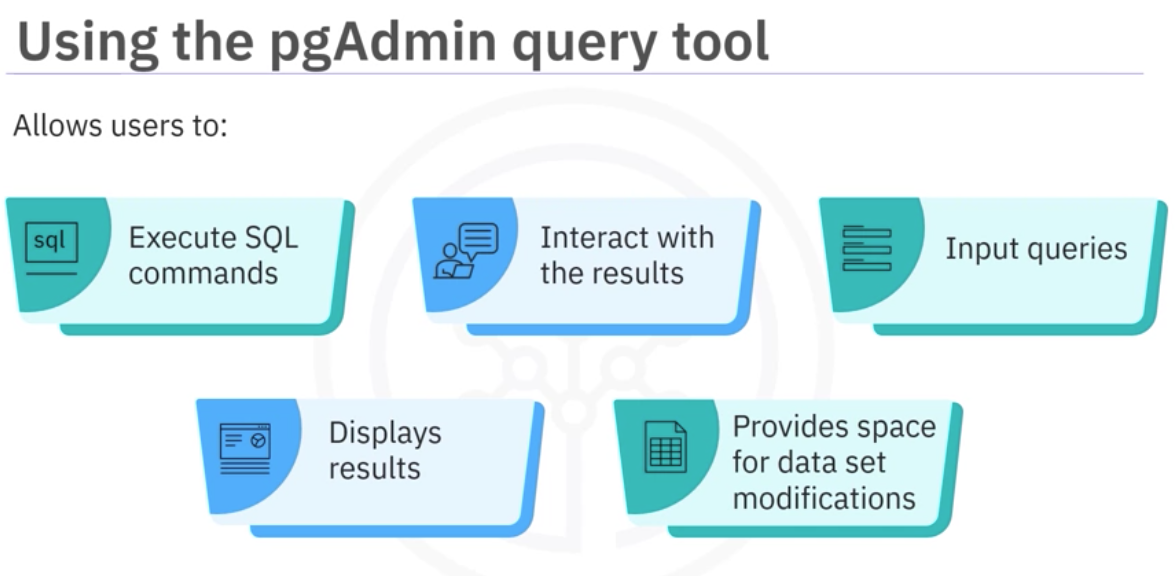 Using the pgAdmin query tool
Allows users to:
sql
Execute SQL
commands
Interact with
the results
Input queries
Displays
results
Provides space
for data set
modifications